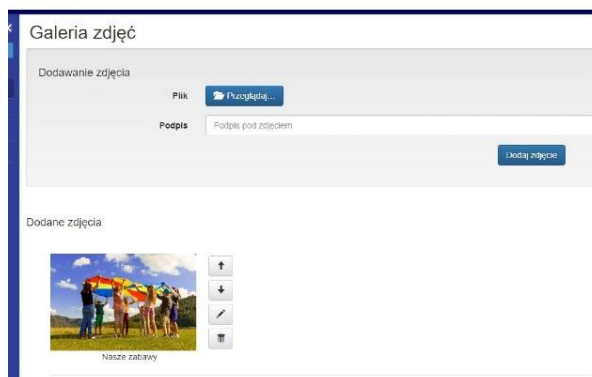 Galeria zdjęć
Dodawanie zdjęcia
Plik
Przeglądaj...
Podpis
Podpis pod zdjęciem
Dodaj zdjęcie
Dodane zdjęcia
Nasze zabawy